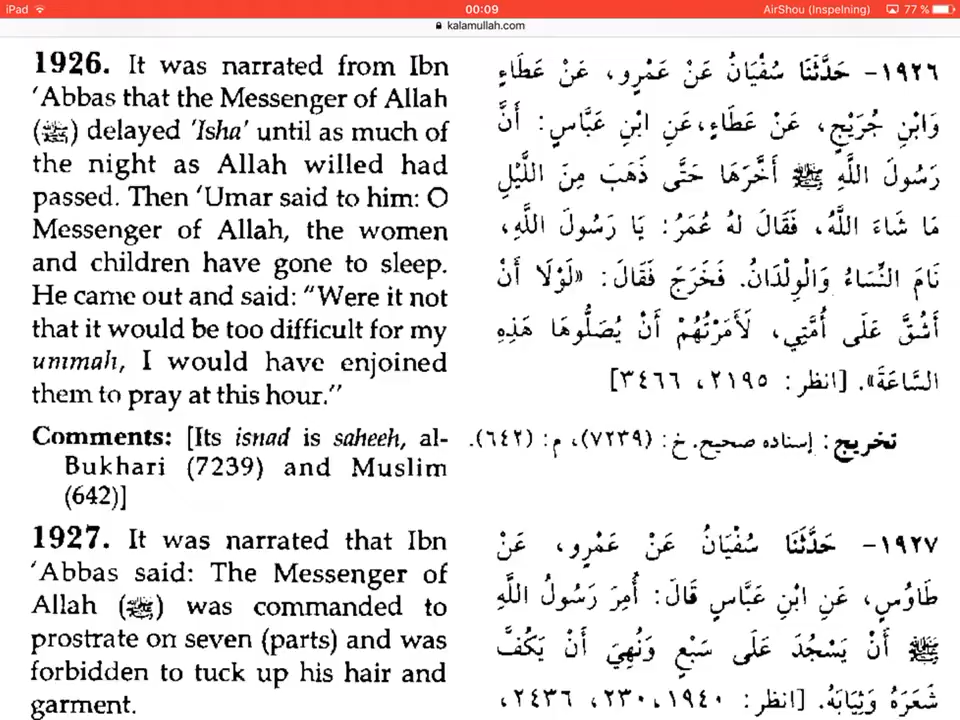 iPad
00:09
AirShou (Inspelning)
77 %
kalamullah.com
1926. It was narrated from Ibn
‘Abbas that the Messenger of Allah
(ﷺ) delayed ‘Isha’ until as much of
the night as Allah willed had
passed. Then ‘Umar said to him: O
Messenger of Allah, the women
and children have gone to sleep.
He came out and said: “Were it not
that it would be too difficult for my
ummah, I would have enjoined
them to pray at this hour.”
Comments: [Its isnad is saheeh, al-
Bukhari (7239) and Muslim
(642)]
1927. It was narrated that Ibn
‘Abbas said: The Messenger of
Allah (ﷺ) was commanded to
prostrate on seven (parts) and was
forbidden to tuck up his hair and
garment.
١٩٢٦- حَدَّثَنَا سُفْيَانُ عَنْ عَمْرٍو، عَنْ عَطَاءٍ
وَابْنِ جُرَيْجٍ، عَنْ عَطَاءٍ، عَنِ ابْنِ عَبَّاسٍ: أَنَّ
رَسُولَ اللَّهِ ﷺ أَخَّرَهَا حَتَّى ذَهَبَ مِنَ اللَّيْلِ
مَا شَاءَ اللَّهُ، فَقَالَ لَهُ عُمَرُ: يَا رَسُولَ اللَّهِ،
نَامَ النِّسَاءُ وَالْوِلْدَانُ. فَخَرَجَ فَقَالَ: «لَوْلَا أَنْ
أَشُقَّ عَلَى أُمَّتِي، لَأَمَرْتُهُمْ أَنْ يُصَلُّوهَا هَذِهِ
السَّاعَةَ». [انظر: ٢١٩٥، ٣٤٦٦]
تخريج: إسناده صحيح. خ: (٧٢٣٩)، م: (٦٤٢).
١٩٢٧- حَدَّثَنَا سُفْيَانُ عَنْ عَمْرٍو، عَنْ
طَاوُسٍ، عَنِ ابْنِ عَبَّاسٍ قَالَ: أُمِرَ رَسُولُ اللَّهِ
ﷺ أَنْ يَسْجُدَ عَلَى سَبْعٍ وَنُهِيَ أَنْ يَكُفَّ
شَعَرَهُ وَثِيَابَهُ. [انظر: ١٩٤٠، ٢٣٠، ٢٤٣٦،